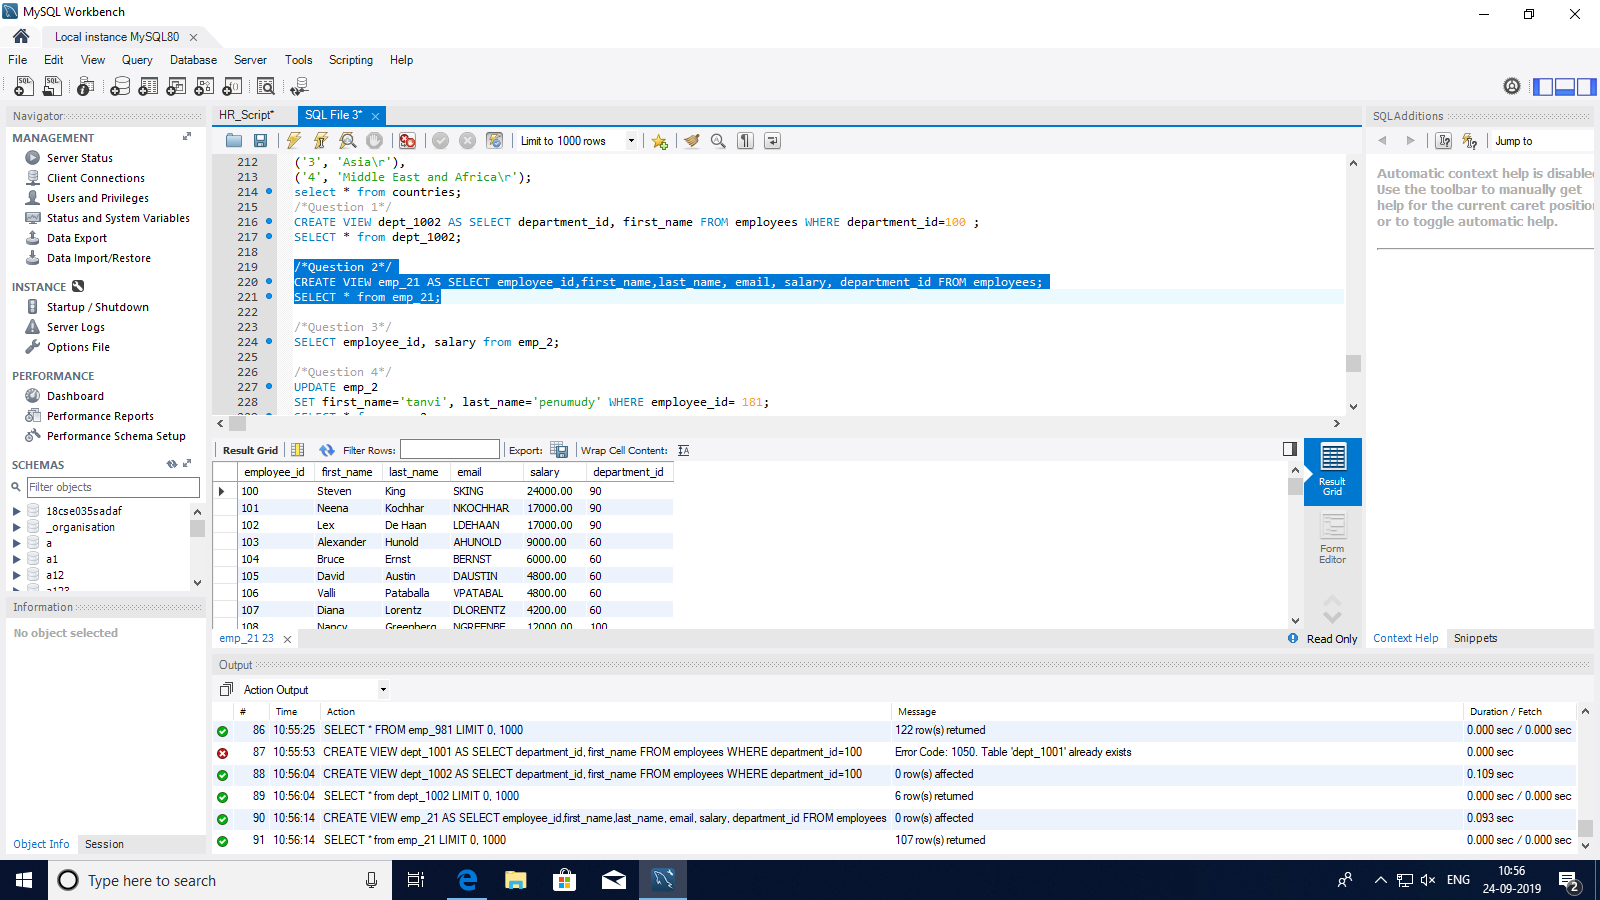 MySQL Workbench
Local instance MySQL80
File Edit View Query Database Server Tools Scripting Help
Navigator
MANAGEMENT
Server Status
Client Connections
Users and Privileges
Status and System Variables
Data Export
Data Import/Restore
INSTANCE
Startup / Shutdown
Server Logs
Options File
PERFORMANCE
Dashboard
Performance Reports
Performance Schema Setup
SCHEMAS
Filter objects
18cse035sadaf
_organisation
a
a1
a12
a123
Information
No object selected
Object Info Session
HR_Script* SQL File 3*
Limit to 1000 rows
212 ('3', 'Asia\r'),
213 ('4', 'Middle East and Africa\r');
214 select * from countries;
215 /*Question 1*/
216 CREATE VIEW dept_1002 AS SELECT department_id, first_name FROM employees WHERE department_id=100 ;
217 SELECT * from dept_1002;
218
219 /*Question 2*/
220 CREATE VIEW emp_21 AS SELECT employee_id,first_name,last_name, email, salary, department_id FROM employees;
221 SELECT * from emp_21;
222
223 /*Question 3*/
224 SELECT employee_id, salary from emp_2;
225
226 /*Question 4*/
227 UPDATE emp_2
228 SET first_name='tanvi', last_name='penumudy' WHERE employee_id= 181;
Result Grid Filter Rows: Export: Wrap Cell Content:
employee_id first_name last_name email salary department_id
100 Steven King SKING 24000.00 90
101 Neena Kochhar NKOCHHAR 17000.00 90
102 Lex De Haan LDEHAAN 17000.00 90
103 Alexander Hunold AHUNOLD 9000.00 60
104 Bruce Ernst BERNST 6000.00 60
105 David Austin DAUSTIN 4800.00 60
106 Valli Pataballa VPATABAL 4800.00 60
107 Diana Lorentz DLORENTZ 4200.00 60
108 Nancy Greenberg NGREENBE 12000.00 100
Result
Grid
Form
Editor
emp_21 23
Read Only
SQLAdditions
Jump to
Automatic context help is disabled
Use the toolbar to manually get
help for the current caret position
or to toggle automatic help.
Context Help Snippets
Output
Action Output
# Time Action Message Duration / Fetch
86 10:55:25 SELECT * FROM emp_981 LIMIT 0, 1000 122 row(s) returned 0.000 sec / 0.000 sec
87 10:55:53 CREATE VIEW dept_1001 AS SELECT department_id, first_name FROM employees WHERE department_id=100 Error Code: 1050. Table 'dept_1001' already exists 0.000 sec
88 10:56:04 CREATE VIEW dept_1002 AS SELECT department_id, first_name FROM employees WHERE department_id=100 0 row(s) affected 0.109 sec
89 10:56:04 SELECT * from dept_1002 LIMIT 0, 1000 6 row(s) returned 0.000 sec / 0.000 sec
90 10:56:14 CREATE VIEW emp_21 AS SELECT employee_id,first_name,last_name, email, salary, department_id FROM employees 0 row(s) affected 0.093 sec
91 10:56:14 SELECT * from emp_21 LIMIT 0, 1000 107 row(s) returned 0.000 sec / 0.000 sec
Type here to search
ENG
10:56
24-09-2019
2